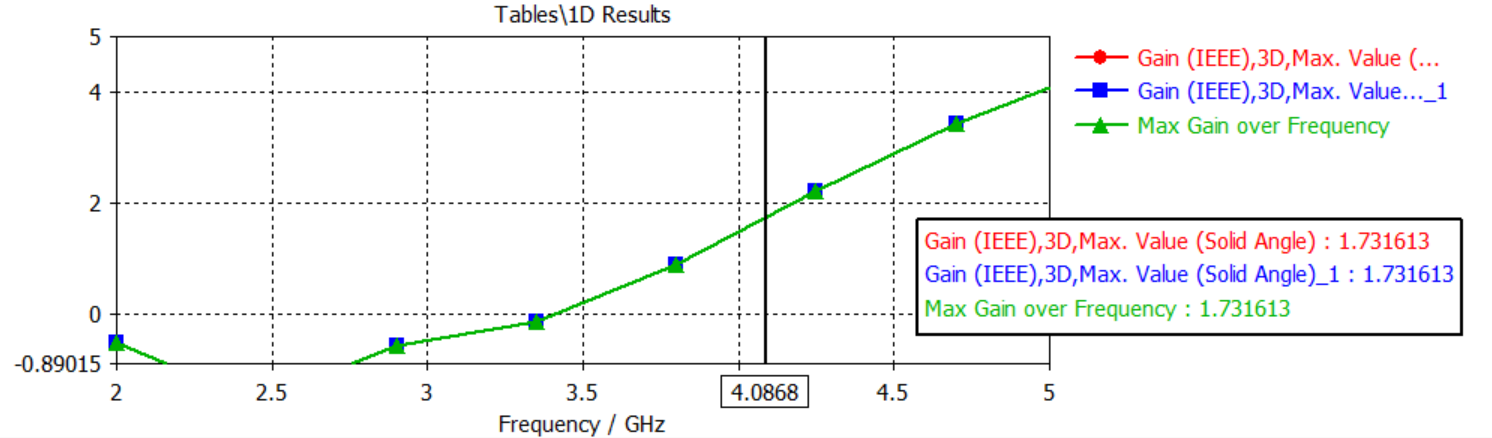 Tables\1D Results
5
4
2
0
-0.89015
2 2.5 3 3.5 4.0868 4.5 5
Frequency / GHz
Gain (IEEE),3D,Max. Value (...
Gain (IEEE),3D,Max. Value..._1
Max Gain over Frequency
Gain (IEEE),3D,Max. Value (Solid Angle) : 1.731613
Gain (IEEE),3D,Max. Value (Solid Angle)_1 : 1.731613
Max Gain over Frequency : 1.731613